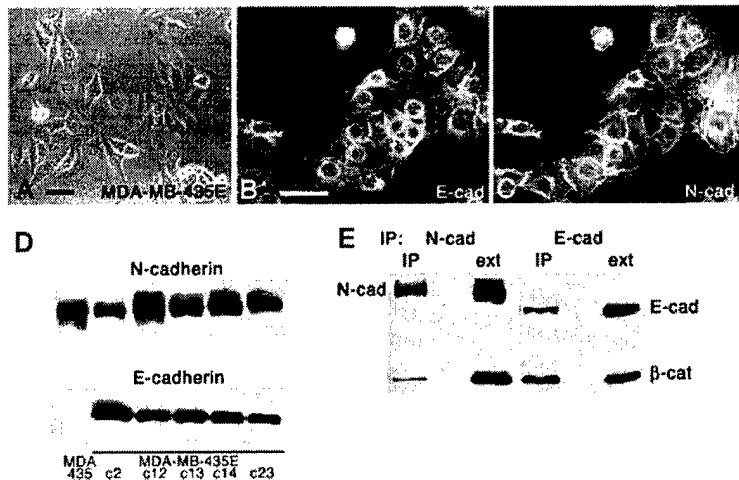 A MDA-MB-435E
B E-cad
C N-cad
D
N-cadherin
E-cadherin
MDA 435
MDA-MB-435E
c2 c12 c13 c14 c23
E
IP: N-cad E-cad
IP ext IP ext
N-cad
E-cad
β-cat